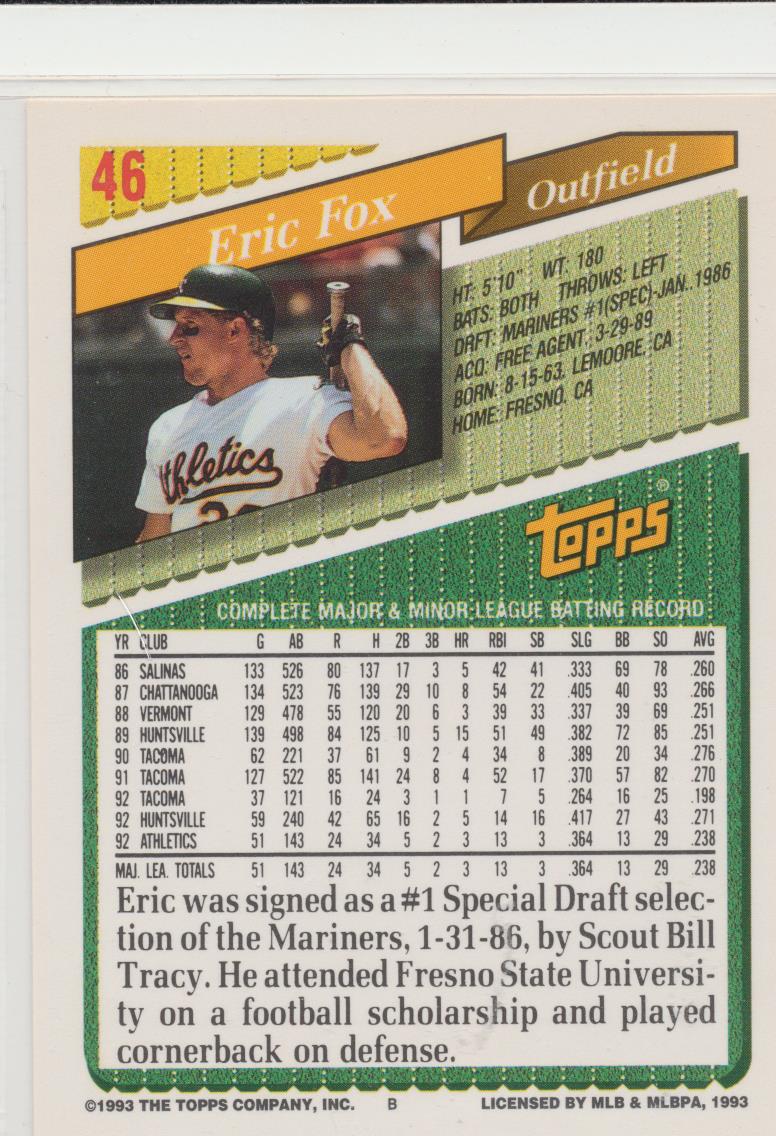 46
Eric Fox
Outfield
HT: 5'10" WT: 180
BATS: BOTH THROWS: LEFT
DRFT: MARINERS #1(SPEC)-JAN. 1986
ACQ: FREE AGENT, 3-29-89
BORN: 8-15-63, LEMOORE, CA
HOME: FRESNO, CA
Athletics
TOPPS®
COMPLETE MAJOR & MINOR LEAGUE BATTING RECORD
YR CLUB G AB R H 2B 3B HR RBI SB SLG BB SO AVG
86 SALINAS 133 526 80 137 17 3 5 42 41 .333 69 78 .260
87 CHATTANOOGA 134 523 76 139 29 10 8 54 22 .405 40 93 .266
88 VERMONT 129 478 55 120 20 6 3 39 33 .337 39 69 .251
89 HUNTSVILLE 139 498 84 125 10 5 15 51 49 .382 72 85 .251
90 TACOMA 62 221 37 61 9 2 4 34 8 .389 20 34 .276
91 TACOMA 127 522 85 141 24 8 4 52 17 .370 57 82 .270
92 TACOMA 37 121 16 24 3 1 1 7 5 .264 16 25 .198
92 HUNTSVILLE 59 240 42 65 16 2 5 14 16 .417 27 43 .271
92 ATHLETICS 51 143 24 34 5 2 3 13 3 .364 13 29 .238
MAJ. LEA. TOTALS 51 143 24 34 5 2 3 13 3 .364 13 29 .238
Eric was signed as a #1 Special Draft selec-
tion of the Mariners, 1-31-86, by Scout Bill
Tracy. He attended Fresno State Universi-
ty on a football scholarship and played
cornerback on defense.
©1993 THE TOPPS COMPANY, INC. B LICENSED BY MLB & MLBPA, 1993